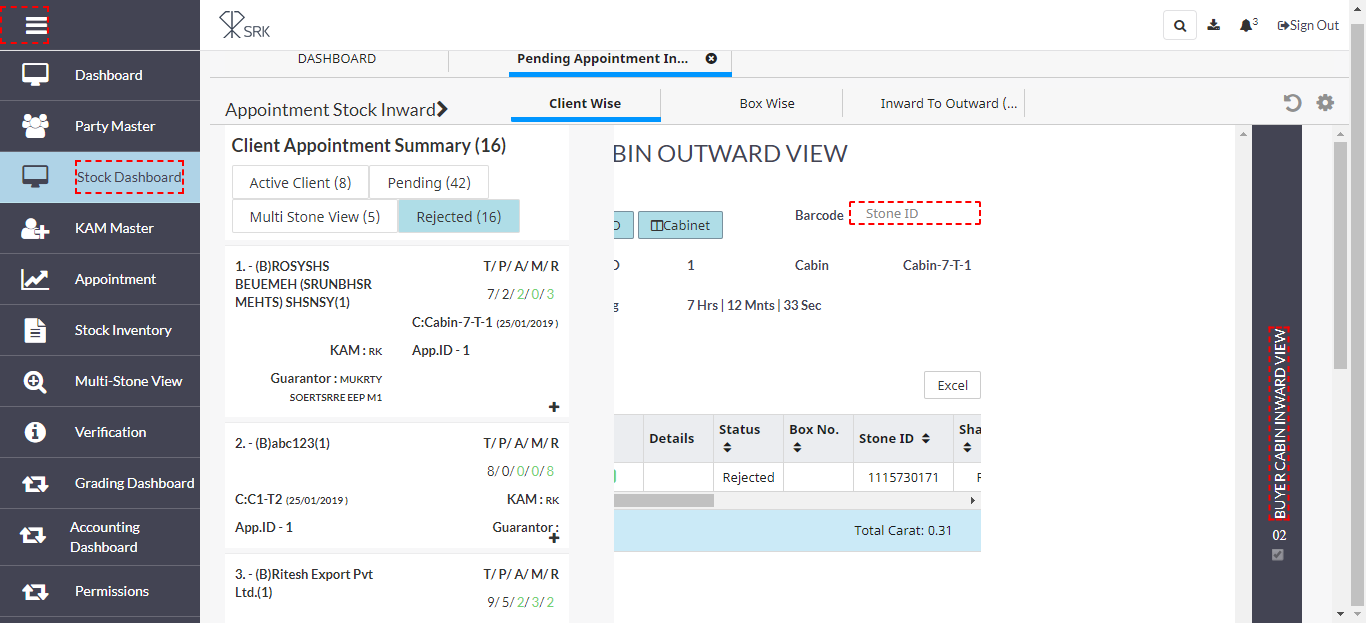 SRK
3
Sign Out
Dashboard
Party Master
Stock Dashboard
KAM Master
Appointment
Stock Inventory
Multi-Stone View
Verification
Grading Dashboard
Accounting
Dashboard
Permissions
DASHBOARD
Pending Appointment In...
Appointment Stock Inward
Client Wise
Box Wise
Inward To Outward (...
Client Appointment Summary (16)
Active Client (8)
Pending (42)
Multi Stone View (5)
Rejected (16)
1. - (B)ROSYSHS
BEUEMEH (SRUNBHSR
MEHTS) SHSNSY(1)
T/ P/ A/ M/ R
7/ 2/ 2/ 0/ 3
C:Cabin-7-T-1 (25/01/2019 )
KAM : RK
App.ID - 1
Guarantor : MUKRTY
SOERTSRRE EEP M1
2. - (B)abc123(1)
T/ P/ A/ M/ R
8/ 0/ 0/ 0/ 8
C:C1-T2 (25/01/2019 )
KAM : RK
App.ID - 1
Guarantor :
3. - (B)Ritesh Export Pvt
Ltd.(1)
T/ P/ A/ M/ R
9/ 5/ 2/ 3/ 2
BIN OUTWARD VIEW
Cabinet
Barcode
Stone ID
1
Cabin
Cabin-7-T-1
7 Hrs | 12 Mnts | 33 Sec
Excel
Details
Status
Box No.
Stone ID
Sha
Rejected
1115730171
Total Carat: 0.31
BUYER CABIN INWARD VIEW
02